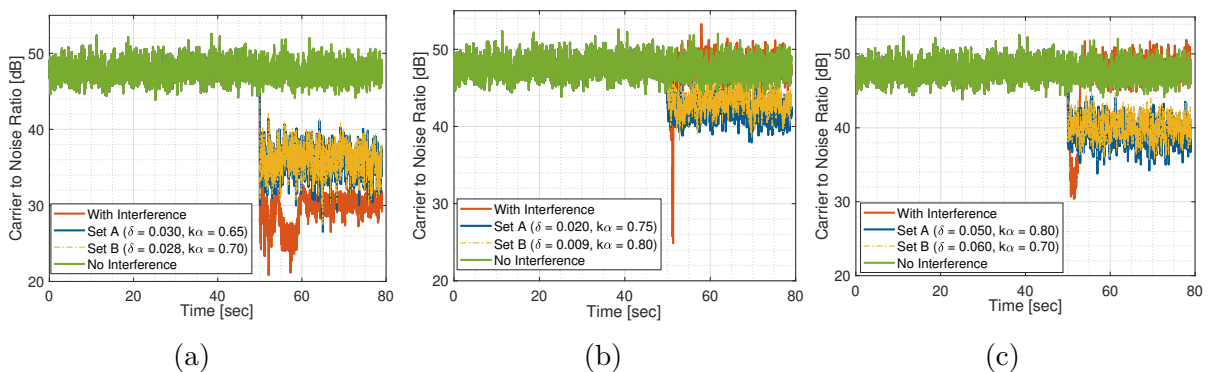 Carrier to Noise Ratio [dB]
50
40
30
20
With Interference
Set A (δ = 0.030, kα = 0.65)
Set B (δ = 0.028, kα = 0.70)
No Interference
0 20 40 60 80
Time [sec]
(a)
Carrier to Noise Ratio [dB]
50
40
30
20
With Interference
Set A (δ = 0.020, kα = 0.75)
Set B (δ = 0.009, kα = 0.80)
No Interference
0 20 40 60 80
Time [sec]
(b)
Carrier to Noise Ratio [dB]
50
40
30
20
With Interference
Set A (δ = 0.050, kα = 0.80)
Set B (δ = 0.060, kα = 0.70)
No Interference
0 20 40 60 80
Time [sec]
(c)